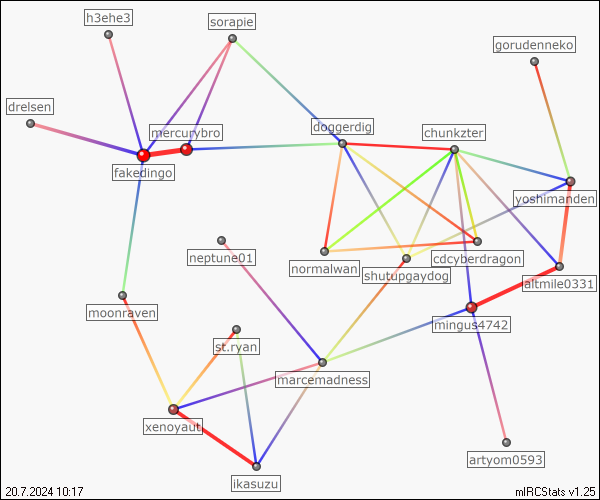 h3ehe3
sorapie
gorudenneko
drelsen
mercurybro
doggerdig
chunkzter
fakedingo
yoshimanden
neptune01
normalwan
cdcyberdragon
shutupgaydog
altmile0331
moonraven
mingus4742
st.ryan
marcemadness
xenoyaut
artyom0593
ikasuzu
20.7.2024 10:17
mIRCStats v1.25